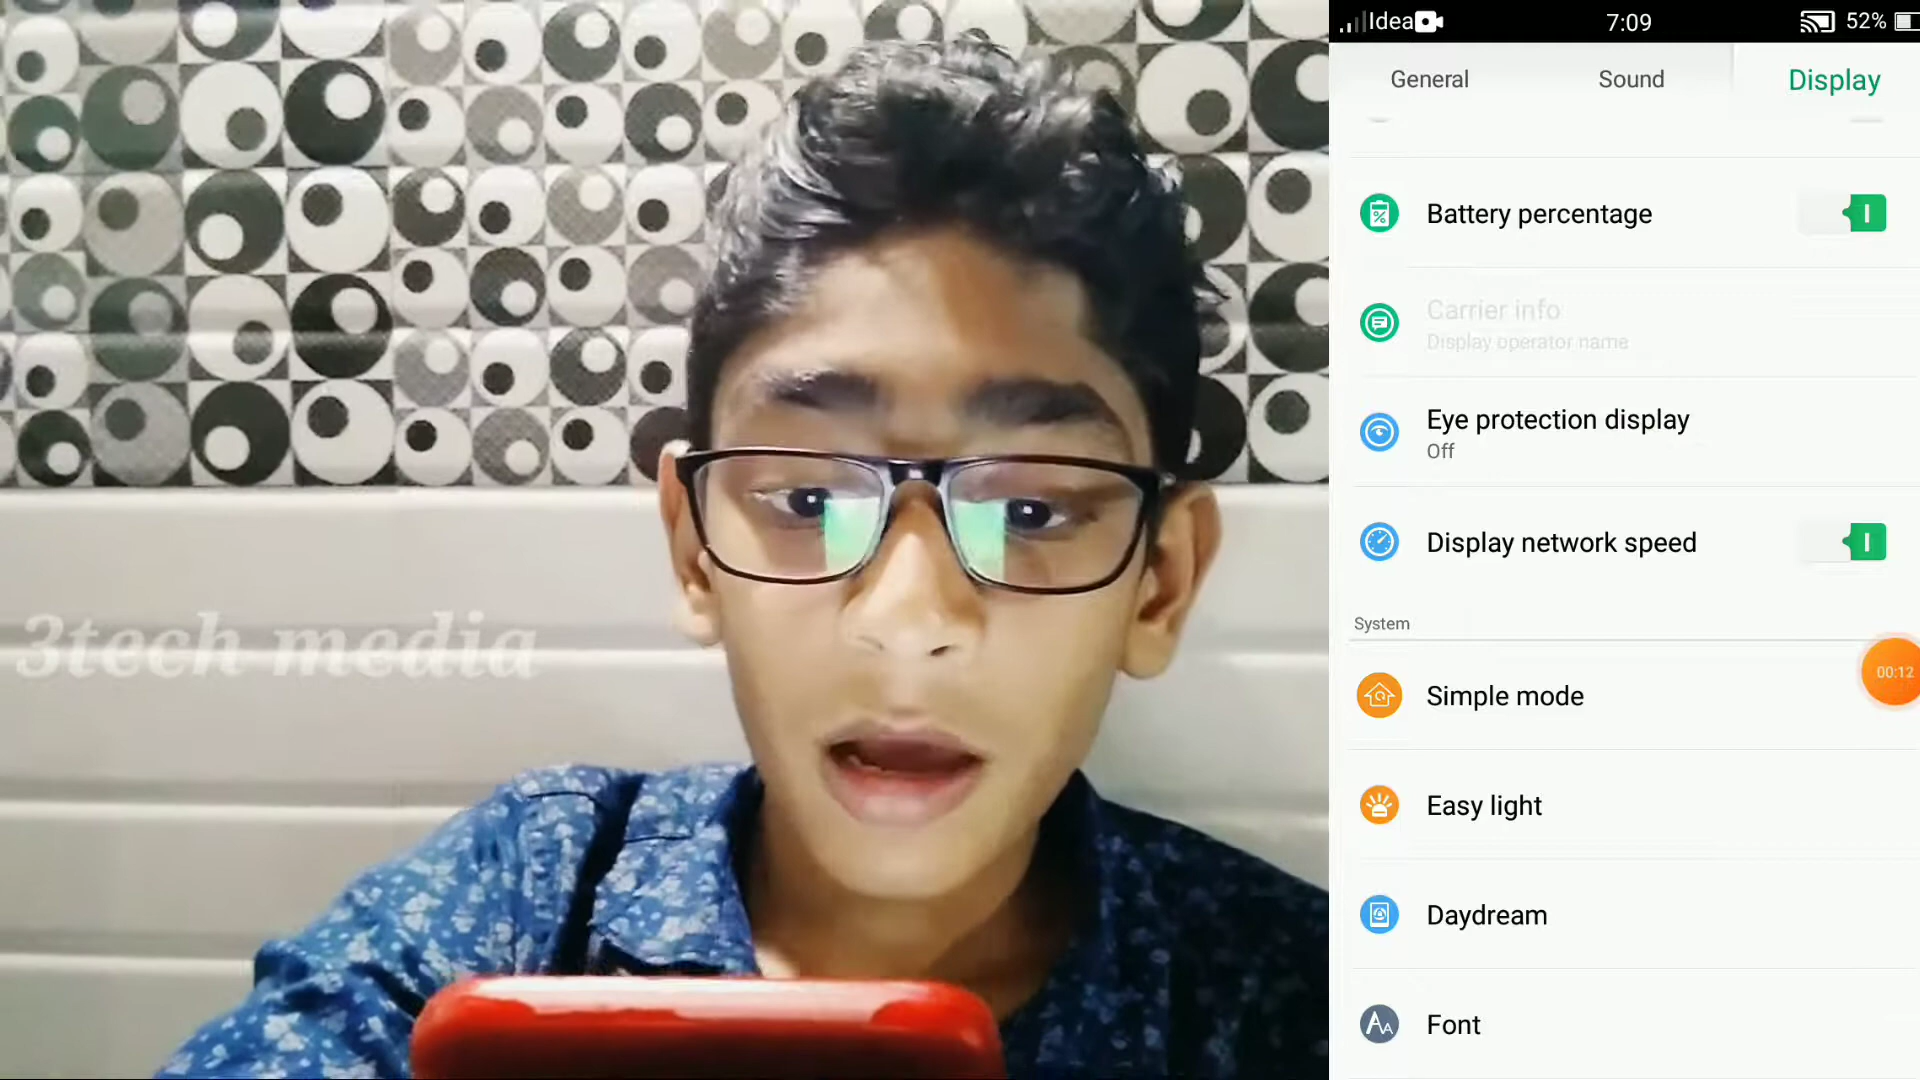 3tech media
Idea 7:09 52%
General Sound Display
Battery percentage
Carrier info
Display operator name
Eye protection display
Off
Display network speed
System
00:12
Simple mode
Easy light
Daydream
Font